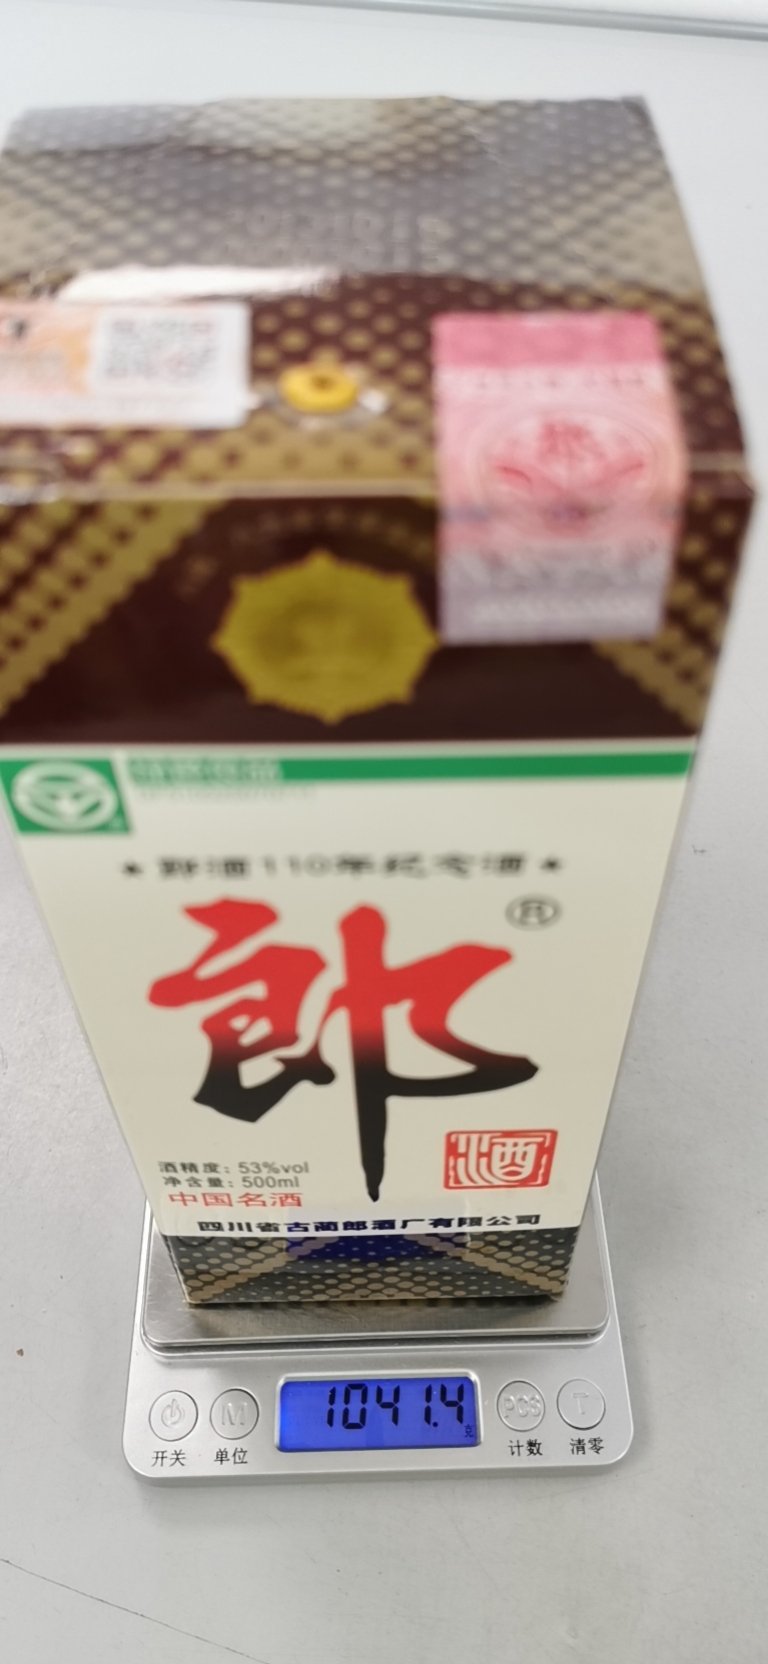 郎酒110年纪念酒
郎
®
酒
酒精度：53%vol
净含量：500ml
中国名酒
四川省古蔺郎酒厂有限公司
1041.4
克
M
PCS
T
开关
单位
计数
清零